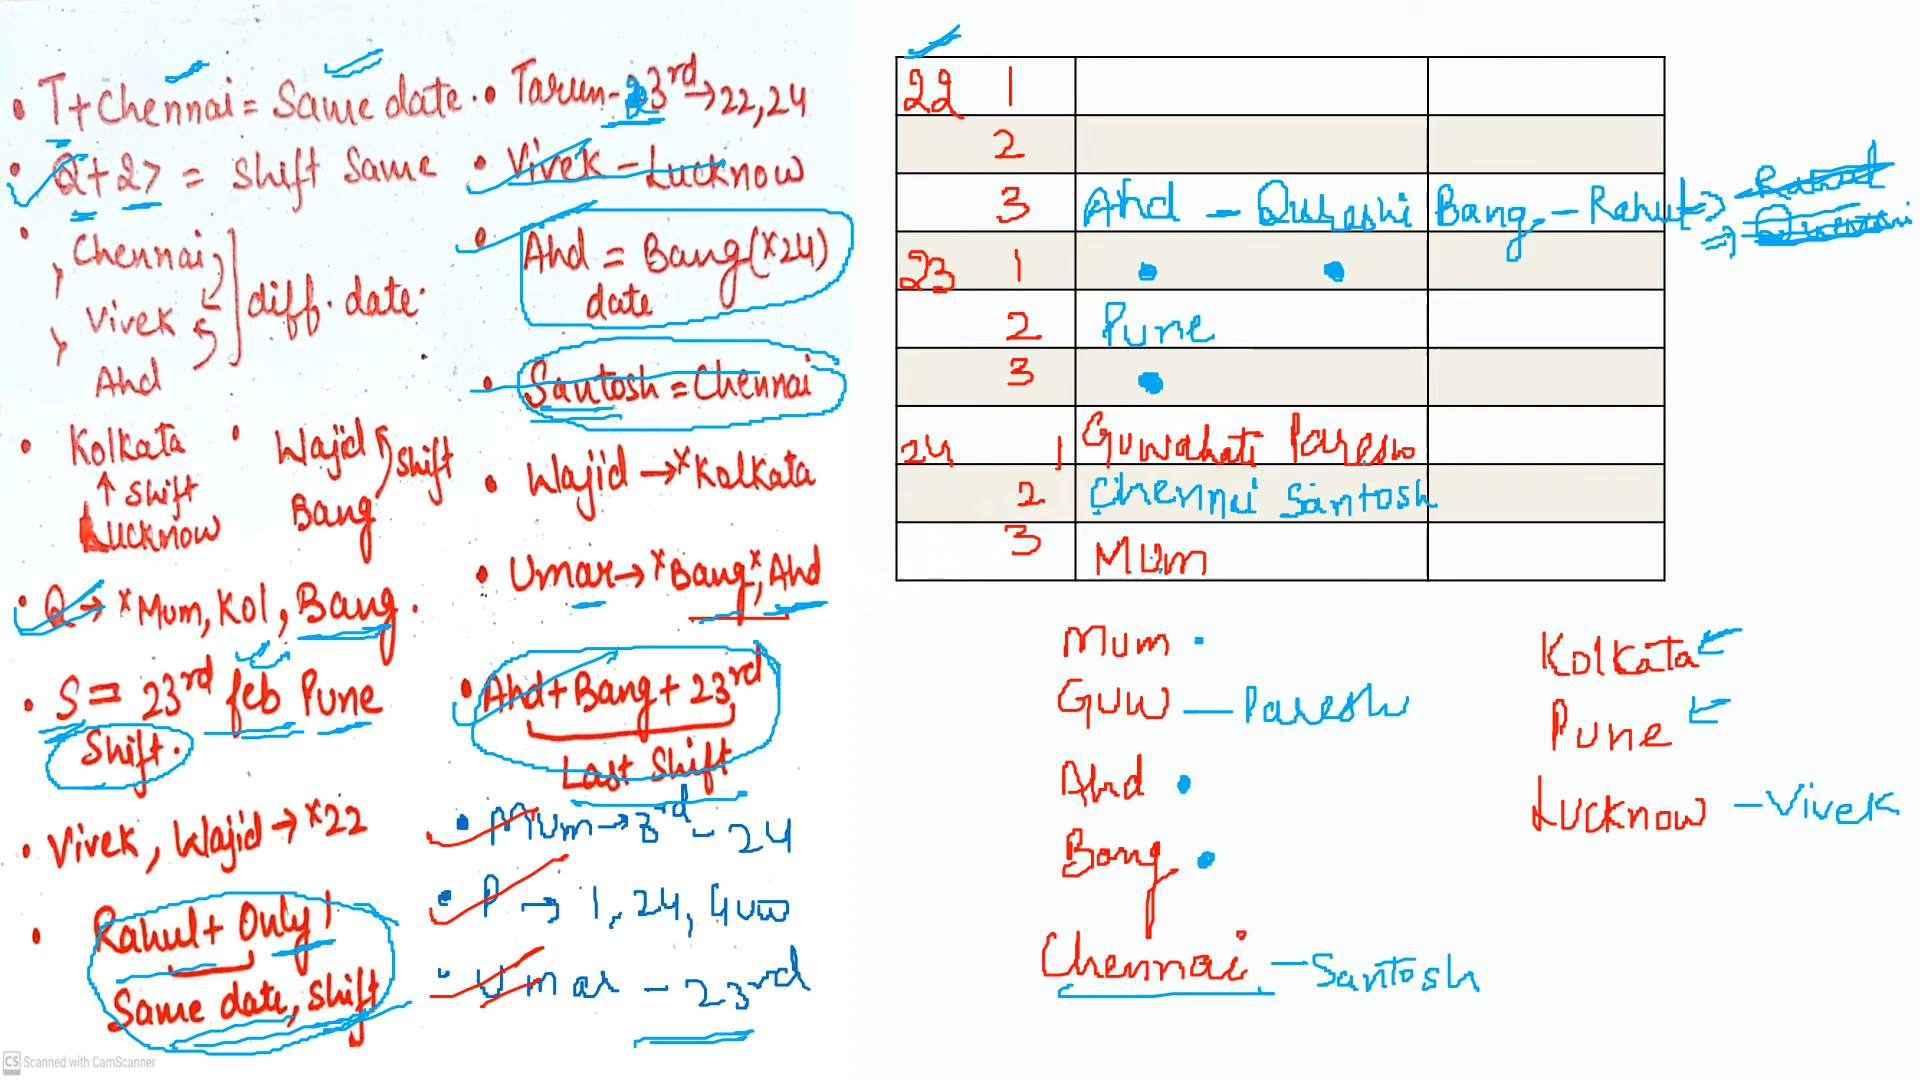 • T+Chennai = Same date.
• Q+27 = Shift Same
• Chennai
Vivek
Ahd
diff. date.
• Kolkata
↑ Shift
Lucknow
• Wajid
Bang
Shift
• Q → ×Mum, Kol, Bang.
• S = 23rd feb Pune
Shift.
• Vivek, Wajid → ×22
• Rahul + Only 1
Same date, shift
• Tarun - 23rd → 22, 24
• Vivek - Lucknow
• Ahd = Bang (×24)
date
• Santosh = Chennai
• Wajid → ×Kolkata
• Umar → ×Bang, ×Ahd
• Ahd + Bang + 23rd
Last Shift
• Mum → 3rd - 24
• P → 1, 24, Guw
• Umar - 23rd
22 1
2
3 Ahd - Qureshi Bang - Rahul →
23 1
2 Pune
3
24 1 Guwahati Paresh
2 Chennai Santosh
3 Mum
Mum
Guw — Paresh
Ahd
Bang
Chennai - Santosh
Kolkata
Pune
Lucknow - Vivek
CS Scanned with CamScanner